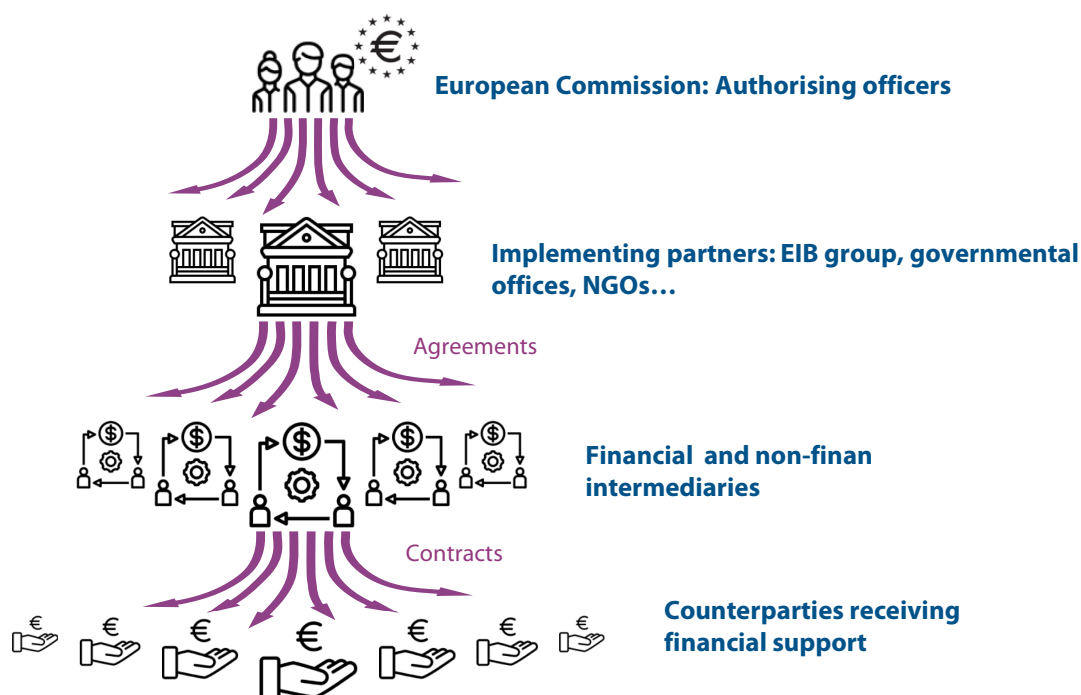 European Commission: Authorising officers
Implementing partners: EIB group, governmental
offices, NGOs…
Agreements
Financial and non-finan
intermediaries
Contracts
Counterparties receiving
financial support